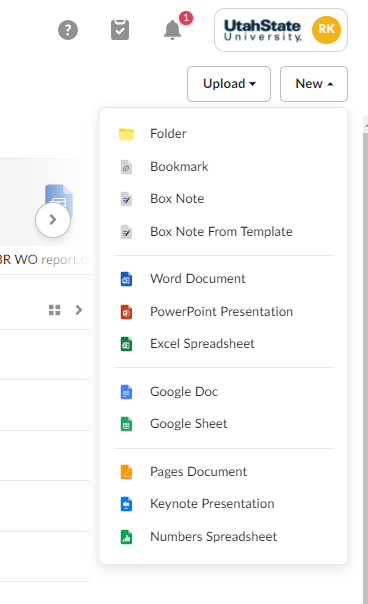 1
UtahState
University.
RK
Upload
New
Folder
Bookmark
Box Note
Box Note From Template
BR WO report.d
Word Document
PowerPoint Presentation
Excel Spreadsheet
Google Doc
Google Sheet
Pages Document
Keynote Presentation
Numbers Spreadsheet